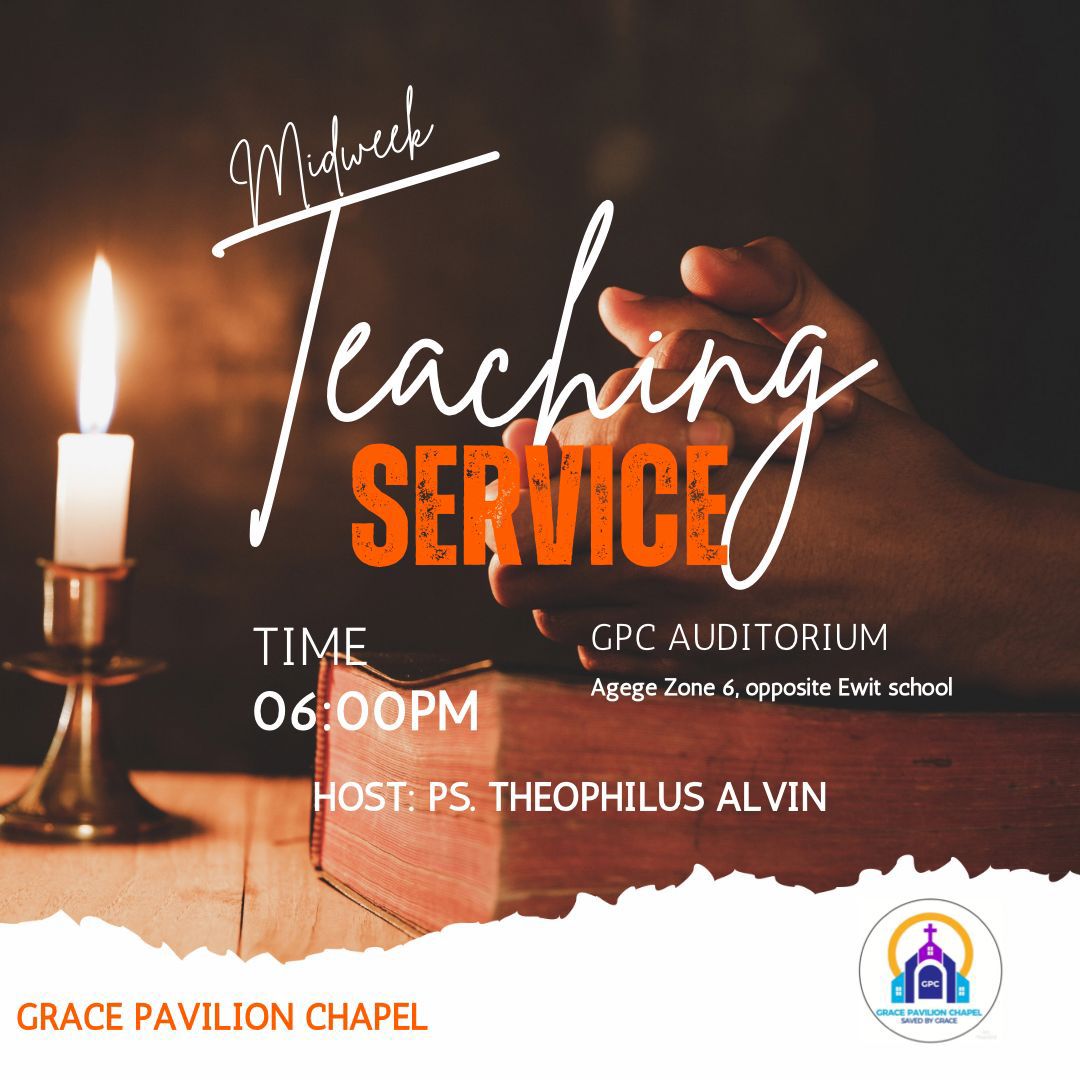 Midweek
Teaching
SERVICE
TIME
06:00PM
GPC AUDITORIUM
Agege Zone 6, opposite Ewit school
HOST: PS. THEOPHILUS ALVIN
GRACE PAVILION CHAPEL
GPC
GRACE PAVILION CHAPEL
SAVED BY GRACE